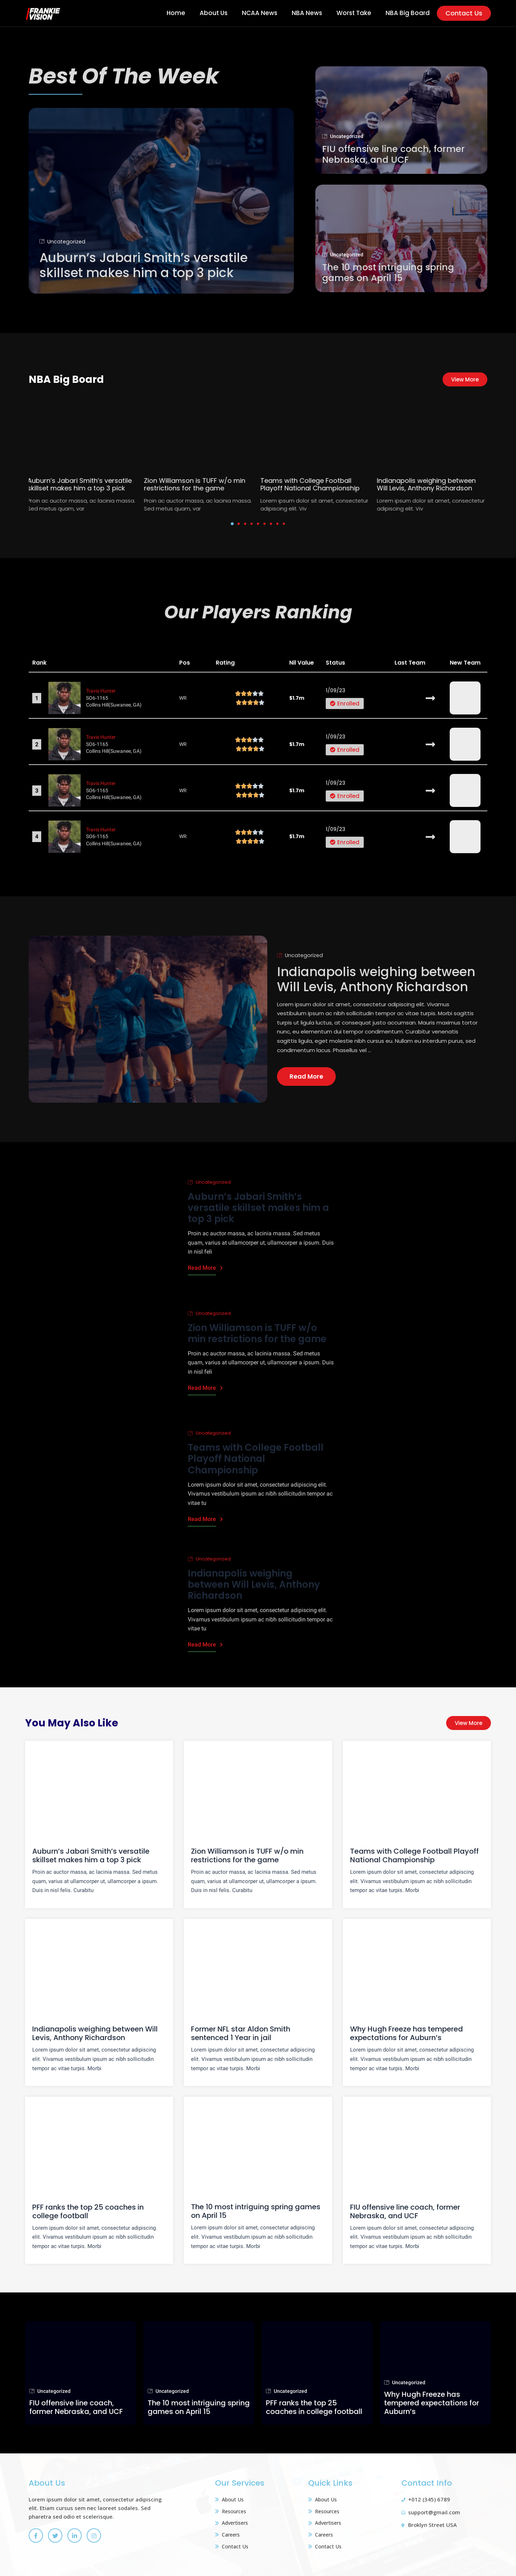 FRANKIE
VISION
Home
About Us
NCAA News
NBA News
Worst Take
NBA Big Board
Contact Us
Best Of The Week
Uncategorized
Auburn's Jabari Smith's versatile
skillset makes him a top 3 pick
Uncategorized
FIU offensive line coach, former
Nebraska, and UCF
Uncategorized
The 10 most intriguing spring
games on April 15
NBA Big Board
View More
Auburn's Jabari Smith's versatile
skillset makes him a top 3 pick
Proin ac auctor massa, ac lacinia massa.
Sed metus quam, var
Zion Williamson is TUFF w/o min
restrictions for the game
Proin ac auctor massa, ac lacinia massa.
Sed metus quam, var
Teams with College Football
Playoff National Championship
Lorem ipsum dolor sit amet, consectetur
adipiscing elit. Viv
Indianapolis weighing between
Will Levis, Anthony Richardson
Lorem ipsum dolor sit amet, consectetur
adipiscing elit. Viv
Our Players Ranking
Rank
Pos
Rating
Nil Value
Status
Last Team
New Team
1
Travis Hunter
SO6-1165
Collins Hill(Suwanee, GA)
WR
$1.7m
1/09/23
Enrolled
2
Travis Hunter
SO6-1165
Collins Hill(Suwanee, GA)
WR
$1.7m
1/09/23
Enrolled
3
Travis Hunter
SO6-1165
Collins Hill(Suwanee, GA)
WR
$1.7m
1/09/23
Enrolled
4
Travis Hunter
SO6-1165
Collins Hill(Suwanee, GA)
WR
$1.7m
1/09/23
Enrolled
Uncategorized
Indianapolis weighing between
Will Levis, Anthony Richardson
Lorem ipsum dolor sit amet, consectetur adipiscing elit. Vivamus
vestibulum ipsum ac nibh sollicitudin tempor ac vitae turpis. Morbi sagittis
turpis ut ligula luctus, at consequat justo accumsan. Mauris maximus tortor
nunc, eu elementum dui tempor condimentum. Curabitur venenatis
sagittis ligula, eget molestie nibh cursus eu. Nullam eu interdum purus, sed
condimentum lacus. Phasellus vel ...
Read More
Uncategorized
Auburn's Jabari Smith's
versatile skillset makes him a
top 3 pick
Proin ac auctor massa, ac lacinia massa. Sed metus
quam, varius at ullamcorper ut, ullamcorper a ipsum. Duis
in nisl feli
Read More
Uncategorized
Zion Williamson is TUFF w/o
min restrictions for the game
Proin ac auctor massa, ac lacinia massa. Sed metus
quam, varius at ullamcorper ut, ullamcorper a ipsum. Duis
in nisl feli
Read More
Uncategorized
Teams with College Football
Playoff National
Championship
Lorem ipsum dolor sit amet, consectetur adipiscing elit.
Vivamus vestibulum ipsum ac nibh sollicitudin tempor ac
vitae tu
Read More
Uncategorized
Indianapolis weighing
between Will Levis, Anthony
Richardson
Lorem ipsum dolor sit amet, consectetur adipiscing elit.
Vivamus vestibulum ipsum ac nibh sollicitudin tempor ac
vitae tu
Read More
You May Also Like
View More
Auburn's Jabari Smith's versatile
skillset makes him a top 3 pick
Proin ac auctor massa, ac lacinia massa. Sed metus
quam, varius at ullamcorper ut, ullamcorper a ipsum.
Duis in nisl felis. Curabitu
Zion Williamson is TUFF w/o min
restrictions for the game
Proin ac auctor massa, ac lacinia massa. Sed metus
quam, varius at ullamcorper ut, ullamcorper a ipsum.
Duis in nisl felis. Curabitu
Teams with College Football Playoff
National Championship
Lorem ipsum dolor sit amet, consectetur adipiscing
elit. Vivamus vestibulum ipsum ac nibh sollicitudin
tempor ac vitae turpis. Morbi
Indianapolis weighing between Will
Levis, Anthony Richardson
Lorem ipsum dolor sit amet, consectetur adipiscing
elit. Vivamus vestibulum ipsum ac nibh sollicitudin
tempor ac vitae turpis. Morbi
Former NFL star Aldon Smith
sentenced 1 Year in jail
Lorem ipsum dolor sit amet, consectetur adipiscing
elit. Vivamus vestibulum ipsum ac nibh sollicitudin
tempor ac vitae turpis. Morbi
Why Hugh Freeze has tempered
expectations for Auburn's
Lorem ipsum dolor sit amet, consectetur adipiscing
elit. Vivamus vestibulum ipsum ac nibh sollicitudin
tempor ac vitae turpis. Morbi
PFF ranks the top 25 coaches in
college football
Lorem ipsum dolor sit amet, consectetur adipiscing
elit. Vivamus vestibulum ipsum ac nibh sollicitudin
tempor ac vitae turpis. Morbi
The 10 most intriguing spring games
on April 15
Lorem ipsum dolor sit amet, consectetur adipiscing
elit. Vivamus vestibulum ipsum ac nibh sollicitudin
tempor ac vitae turpis. Morbi
FIU offensive line coach, former
Nebraska, and UCF
Lorem ipsum dolor sit amet, consectetur adipiscing
elit. Vivamus vestibulum ipsum ac nibh sollicitudin
tempor ac vitae turpis. Morbi
Uncategorized
FIU offensive line coach,
former Nebraska, and UCF
Uncategorized
The 10 most intriguing spring
games on April 15
Uncategorized
PFF ranks the top 25
coaches in college football
Uncategorized
Why Hugh Freeze has
tempered expectations for
Auburn's
About Us
Lorem ipsum dolor sit amet, consectetur adipiscing
elit. Etiam cursus sem nec laoreet sodales. Sed
pharetra sed odio et scelerisque.
Our Services
About Us
Resources
Advertisers
Careers
Contact Us
Quick Links
About Us
Resources
Advertisers
Careers
Contact Us
Contact Info
+012 (345) 6789
support@gmail.com
Broklyn Street USA